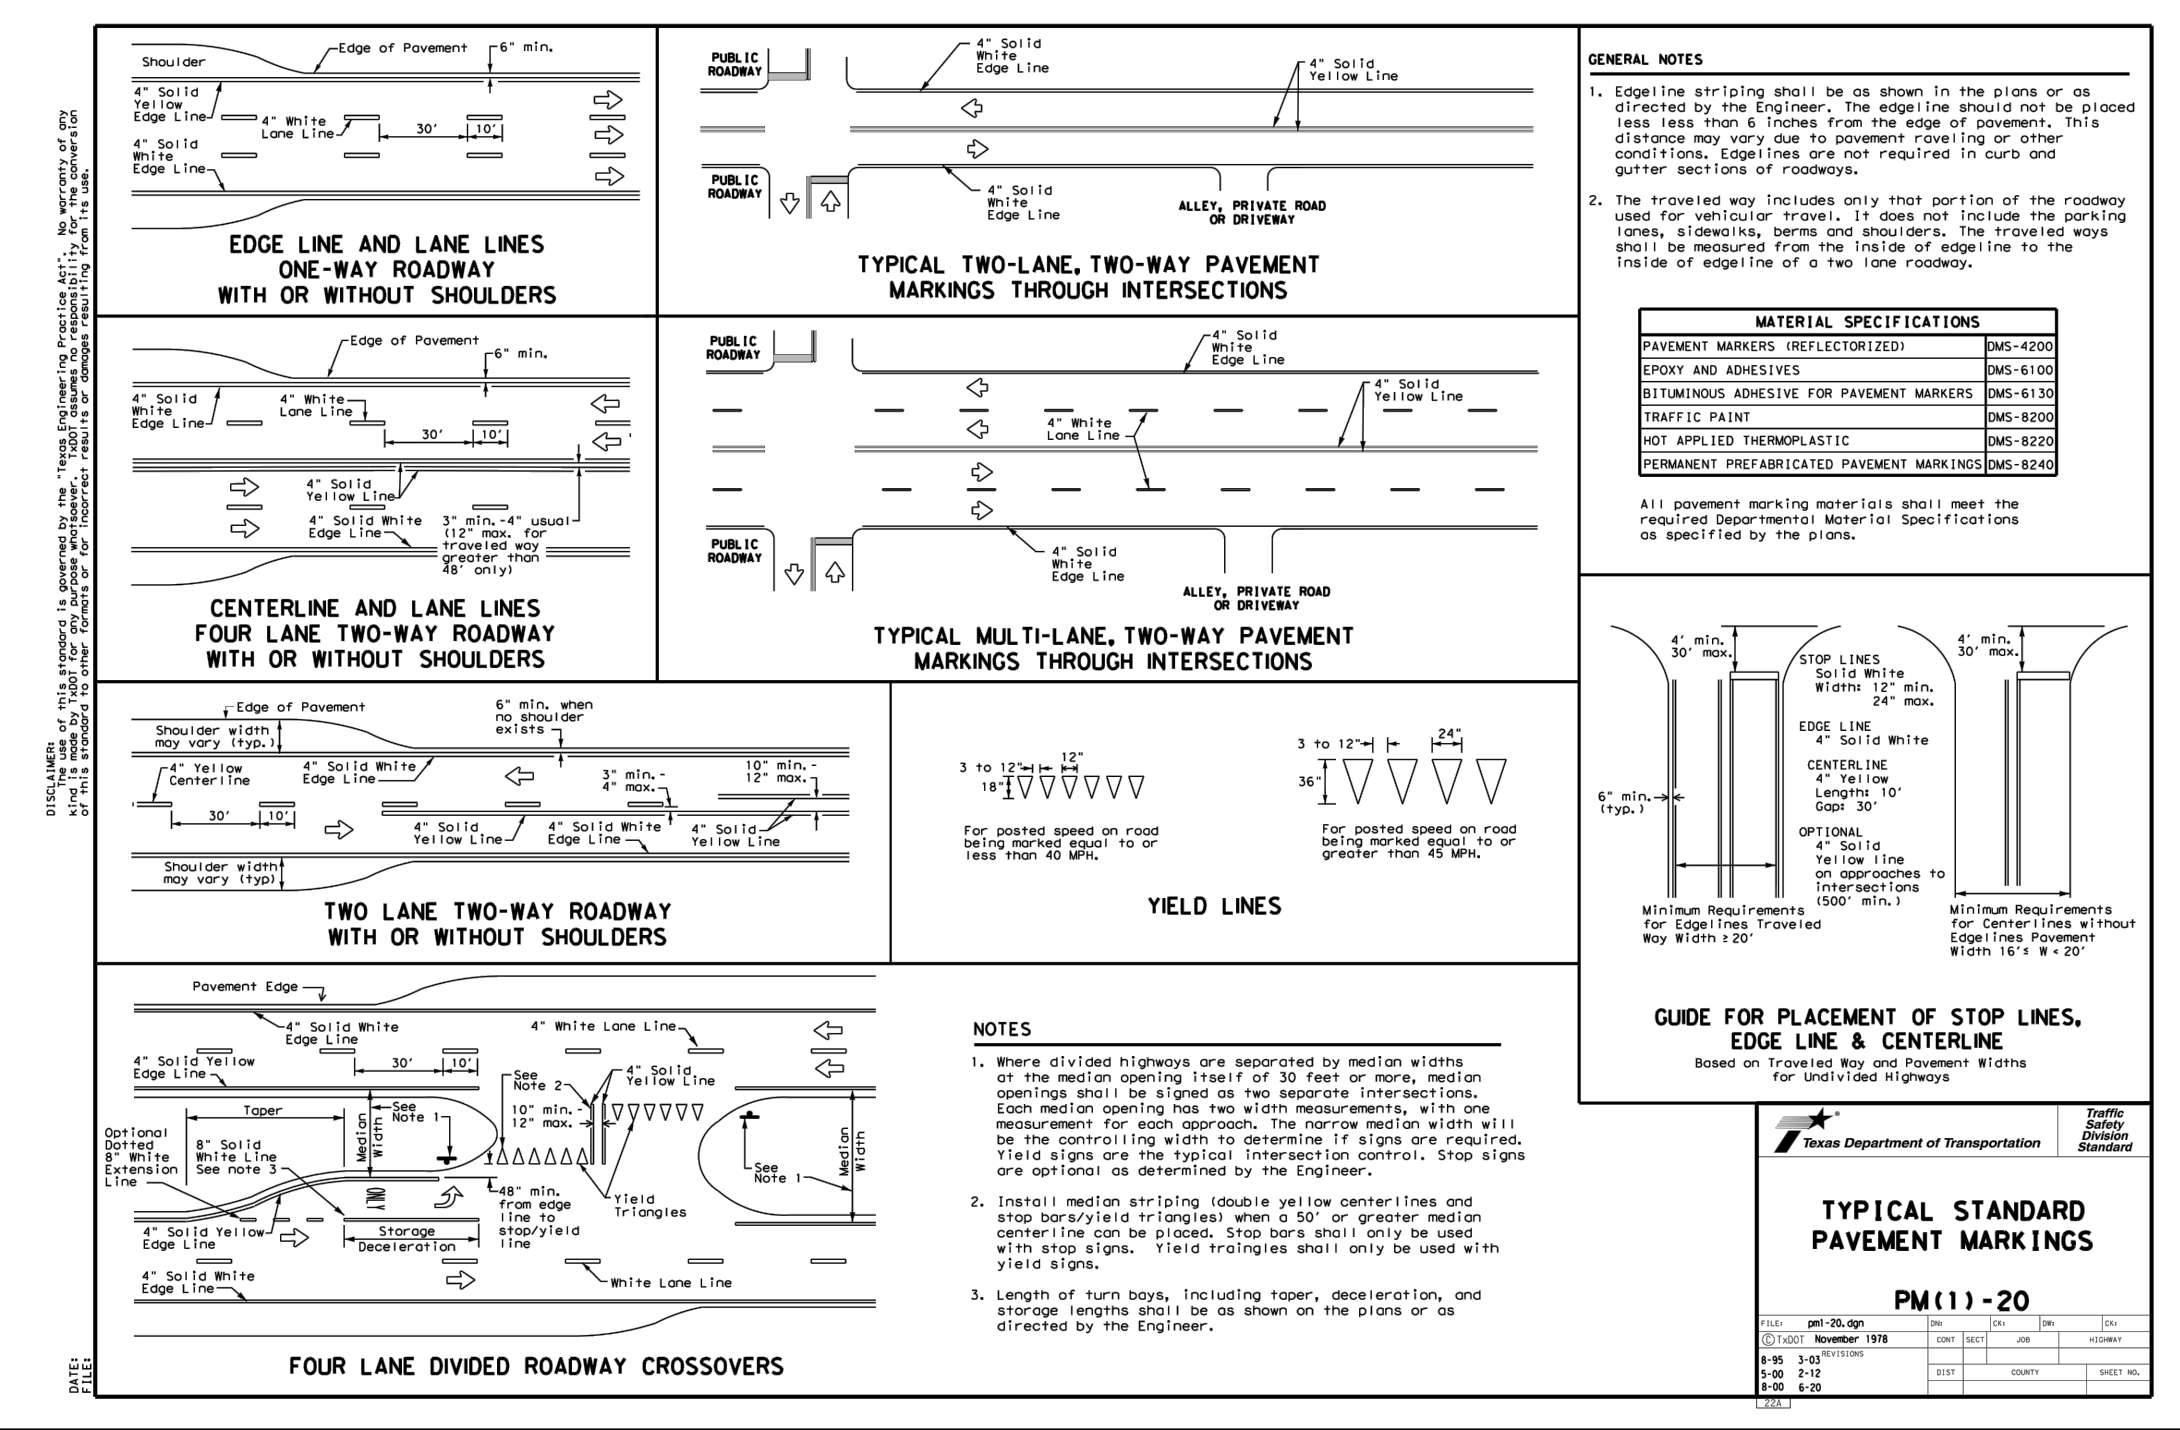 DISCLAIMER:
The use of this standard is governed by the "Texas Engineering Practice Act". No warranty of any
kind is made by TxDOT for any purpose whatsoever. TxDOT assumes no responsibility for the conversion
of this standard to other formats or for incorrect results or damages resulting from its use.
DATE:
FILE:
Shoulder
Edge of Pavement
6" min.
4" Solid
Yellow
Edge Line
4" White
Lane Line
30'
10'
4" Solid
White
Edge Line
EDGE LINE AND LANE LINES
ONE-WAY ROADWAY
WITH OR WITHOUT SHOULDERS
PUBLIC
ROADWAY
4" Solid
White
Edge Line
4" Solid
Yellow Line
PUBLIC
ROADWAY
4" Solid
White
Edge Line
ALLEY, PRIVATE ROAD
OR DRIVEWAY
TYPICAL TWO-LANE, TWO-WAY PAVEMENT
MARKINGS THROUGH INTERSECTIONS
Edge of Pavement
6" min.
4" Solid
White
Edge Line
4" White
Lane Line
30'
10'
4" Solid
Yellow Line
4" Solid White
Edge Line
3" min.-4" usual
(12" max. for
traveled way
greater than
48' only)
CENTERLINE AND LANE LINES
FOUR LANE TWO-WAY ROADWAY
WITH OR WITHOUT SHOULDERS
PUBLIC
ROADWAY
4" Solid
White
Edge Line
4" Solid
Yellow Line
4" White
Lane Line
PUBLIC
ROADWAY
4" Solid
White
Edge Line
ALLEY, PRIVATE ROAD
OR DRIVEWAY
TYPICAL MULTI-LANE, TWO-WAY PAVEMENT
MARKINGS THROUGH INTERSECTIONS
Edge of Pavement
Shoulder width
may vary (typ.)
6" min. when
no shoulder
exists
4" Yellow
Centerline
4" Solid White
Edge Line
3" min.-
4" max.
10" min.-
12" max.
30'
10'
4" Solid
Yellow Line
4" Solid White
Edge Line
4" Solid
Yellow Line
Shoulder width
may vary (typ)
TWO LANE TWO-WAY ROADWAY
WITH OR WITHOUT SHOULDERS
3 to 12"
12"
18"
For posted speed on road
being marked equal to or
less than 40 MPH.
3 to 12"
24"
36"
For posted speed on road
being marked equal to or
greater than 45 MPH.
YIELD LINES
Pavement Edge
4" Solid White
Edge Line
4" White Lane Line
4" Solid Yellow
Edge Line
30'
10'
See
Note 2
4" Solid
Yellow Line
Taper
Median
Width
See
Note 1
10" min.-
12" max.
Optional
Dotted
8" White
Extension
Line
8" Solid
White Line
See note 3
ONLY
48" min.
from edge
line to
stop/yield
line
Yield
Triangles
See
Note 1
Median
Width
4" Solid Yellow
Edge Line
Storage
Deceleration
4" Solid White
Edge Line
White Lane Line
FOUR LANE DIVIDED ROADWAY CROSSOVERS
NOTES
1. Where divided highways are separated by median widths
at the median opening itself of 30 feet or more, median
openings shall be signed as two separate intersections.
Each median opening has two width measurements, with one
measurement for each approach. The narrow median width will
be the controlling width to determine if signs are required.
Yield signs are the typical intersection control. Stop signs
are optional as determined by the Engineer.
2. Install median striping (double yellow centerlines and
stop bars/yield triangles) when a 50' or greater median
centerline can be placed. Stop bars shall only be used
with stop signs. Yield traingles shall only be used with
yield signs.
3. Length of turn bays, including taper, deceleration, and
storage lengths shall be as shown on the plans or as
directed by the Engineer.
GENERAL NOTES
1. Edgeline striping shall be as shown in the plans or as
directed by the Engineer. The edgeline should not be placed
less less than 6 inches from the edge of pavement. This
distance may vary due to pavement raveling or other
conditions. Edgelines are not required in curb and
gutter sections of roadways.
2. The traveled way includes only that portion of the roadway
used for vehicular travel. It does not include the parking
lanes, sidewalks, berms and shoulders. The traveled ways
shall be measured from the inside of edgeline to the
inside of edgeline of a two lane roadway.
MATERIAL SPECIFICATIONS
PAVEMENT MARKERS (REFLECTORIZED) DMS-4200
EPOXY AND ADHESIVES DMS-6100
BITUMINOUS ADHESIVE FOR PAVEMENT MARKERS DMS-6130
TRAFFIC PAINT DMS-8200
HOT APPLIED THERMOPLASTIC DMS-8220
PERMANENT PREFABRICATED PAVEMENT MARKINGS DMS-8240
All pavement marking materials shall meet the
required Departmental Material Specifications
as specified by the plans.
4' min.
30' max.
4' min.
30' max.
STOP LINES
Solid White
Width: 12" min.
24" max.
EDGE LINE
4" Solid White
CENTERLINE
4" Yellow
Length: 10'
Gap: 30'
6" min.
(typ.)
OPTIONAL
4" Solid
Yellow line
on approaches to
intersections
(500' min.)
Minimum Requirements
for Edgelines Traveled
Way Width ≥ 20'
Minimum Requirements
for Centerlines without
Edgelines Pavement
Width 16' ≤ W < 20'
GUIDE FOR PLACEMENT OF STOP LINES,
EDGE LINE & CENTERLINE
Based on Traveled Way and Pavement Widths
for Undivided Highways
®
Texas Department of Transportation
Traffic
Safety
Division
Standard
TYPICAL STANDARD
PAVEMENT MARKINGS
PM(1)-20
FILE: pm1-20.dgn DN: CK: DW: CK:
© TxDOT November 1978 CONT SECT JOB HIGHWAY
REVISIONS
8-95 3-03
5-00 2-12
8-00 6-20
DIST COUNTY SHEET NO.
22A